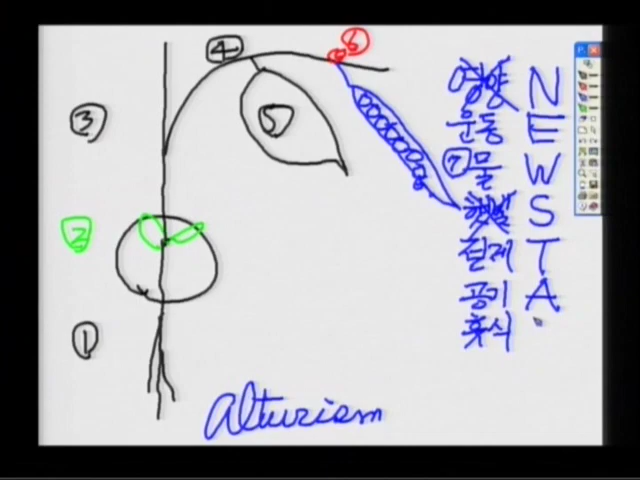 ④ ⑥
영양 N
③ ⑤ 운동 E
⑦ 물 W
② 햇빛 S
절제 T
공기 A
① 휴식
Alturism